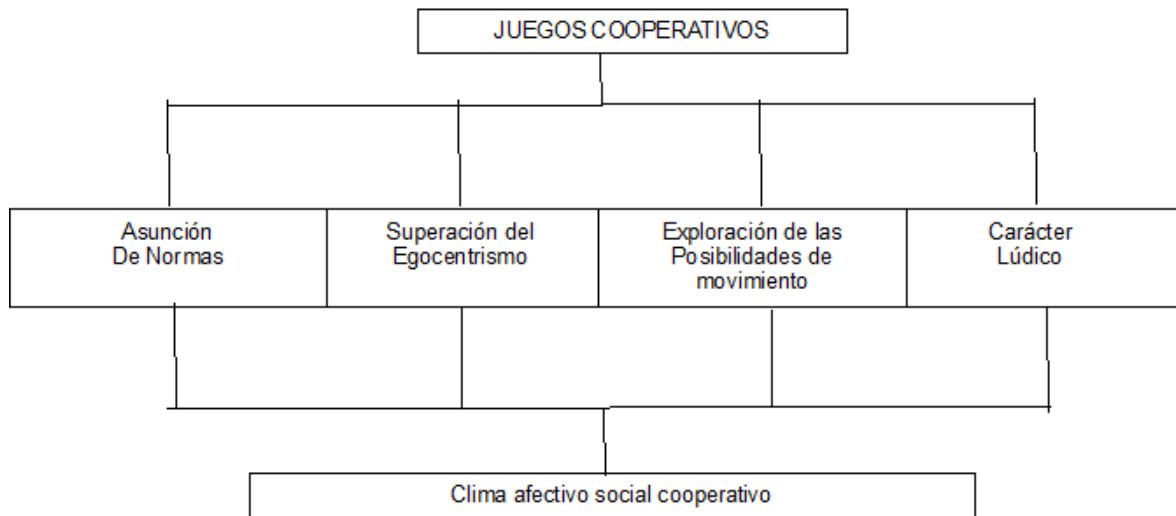 JUEGOS COOPERATIVOS
Asunción
De Normas
Superación del
Egocentrismo
Exploración de las
Posibilidades de
movimiento
Carácter
Lúdico
Clima afectivo social cooperativo